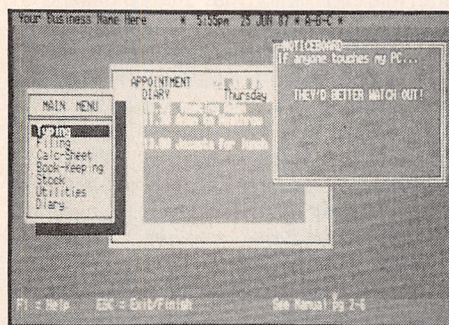 Your Business Name Here * 5:55pm 25 JUN 87 * A-B-C *
NOTICEBOARD
If anyone touches my PC...
THEY'D BETTER WATCH OUT!
APPOINTMENT
DIARY Thursday
13.00 Joseph's for lunch
MAIN MENU
Typing
Filing
Calc-Sheet
Book-Keeping
Stock
Utilities
Diary
F1 = Help ESC = Exit/Finish See Manual pg 2-6